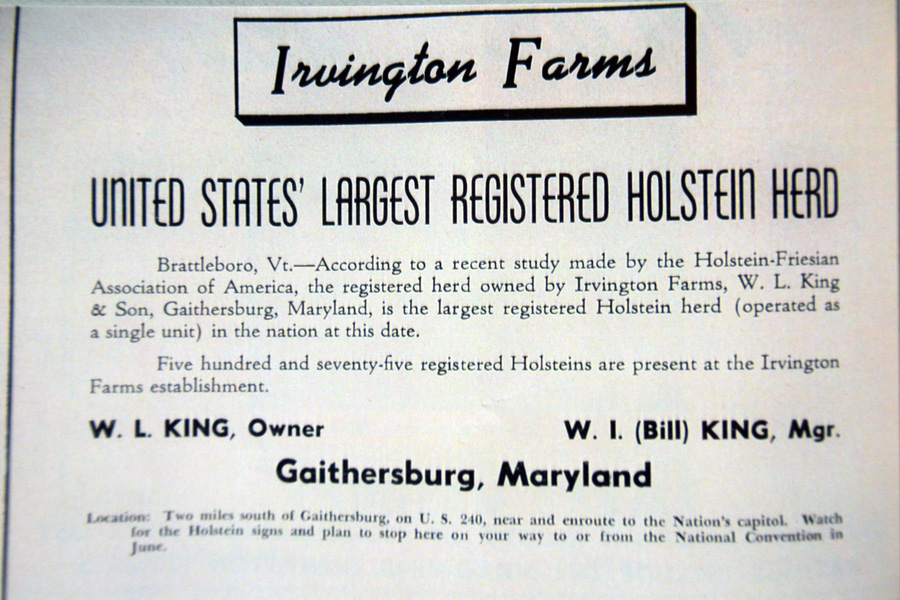 Irvington Farms
UNITED STATES' LARGEST REGISTERED HOLSTEIN HERD
Brattleboro, Vt.—According to a recent study made by the Holstein-Friesian
Association of America, the registered herd owned by Irvington Farms, W. L. King
& Son, Gaithersburg, Maryland, is the largest registered Holstein herd (operated as
a single unit) in the nation at this date.
Five hundred and seventy-five registered Holsteins are present at the Irvington
Farms establishment.
W. L. KING, Owner W. I. (Bill) KING, Mgr.
Gaithersburg, Maryland
Location: Two miles south of Gaithersburg, on U. S. 240, near and enroute to the Nation's capitol. Watch
for the Holstein signs and plan to stop here on your way to or from the National Convention in
June.